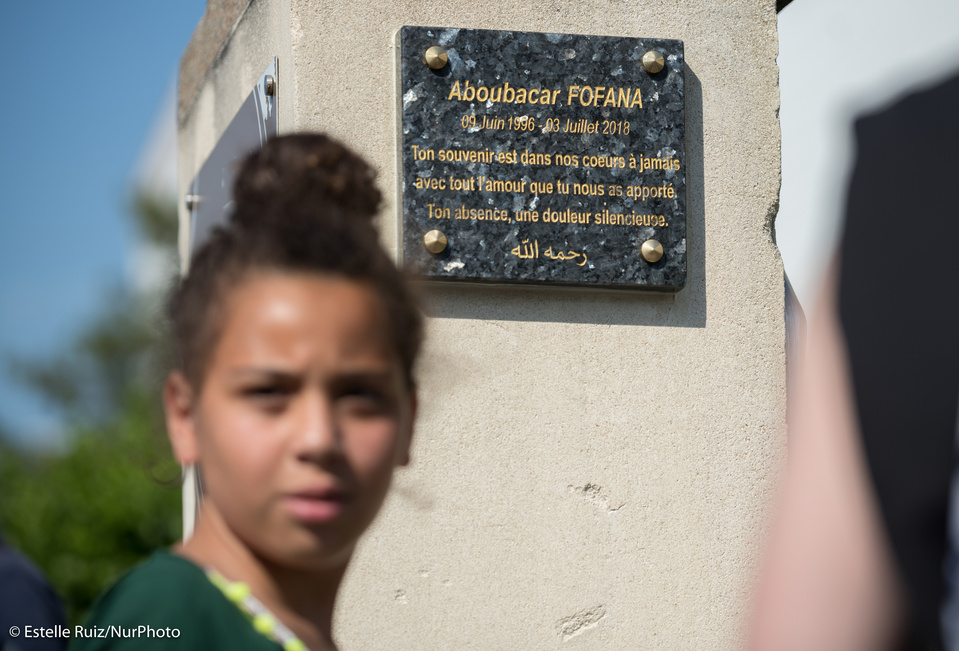 Aboubacar FOFANA
09 Juin 1996 - 03 Juillet 2018
Ton souvenir est dans nos coeurs à jamais
avec tout l'amour que tu nous as apporté.
Ton absence, une douleur silencieuse.
رحمه الله
© Estelle Ruiz/NurPhoto